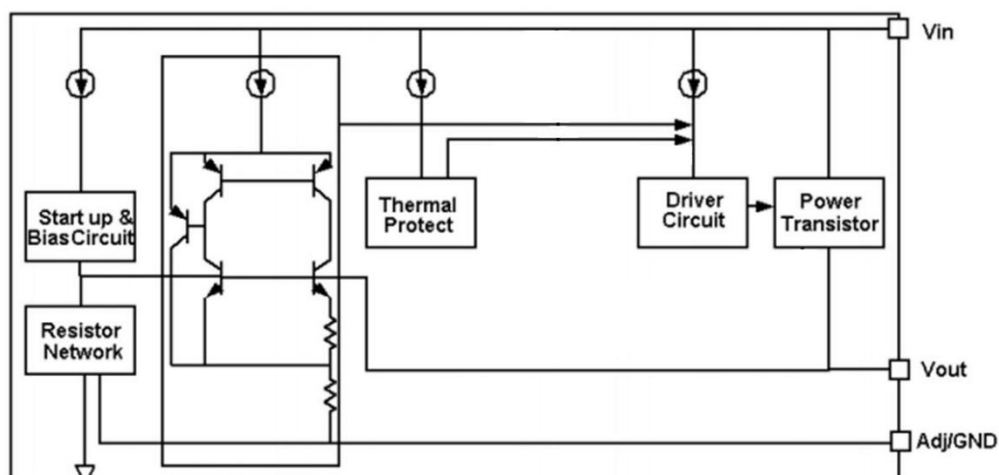 Vin
Start up &
Bias Circuit
Thermal
Protect
Driver
Circuit
Power
Transistor
Resistor
Network
Vout
Adj/GND